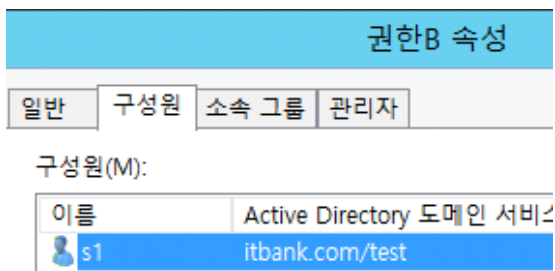 권한B 속성
일반 구성원 소속 그룹 관리자
구성원(M):
이름 Active Directory 도메인 서비스
s1 itbank.com/test